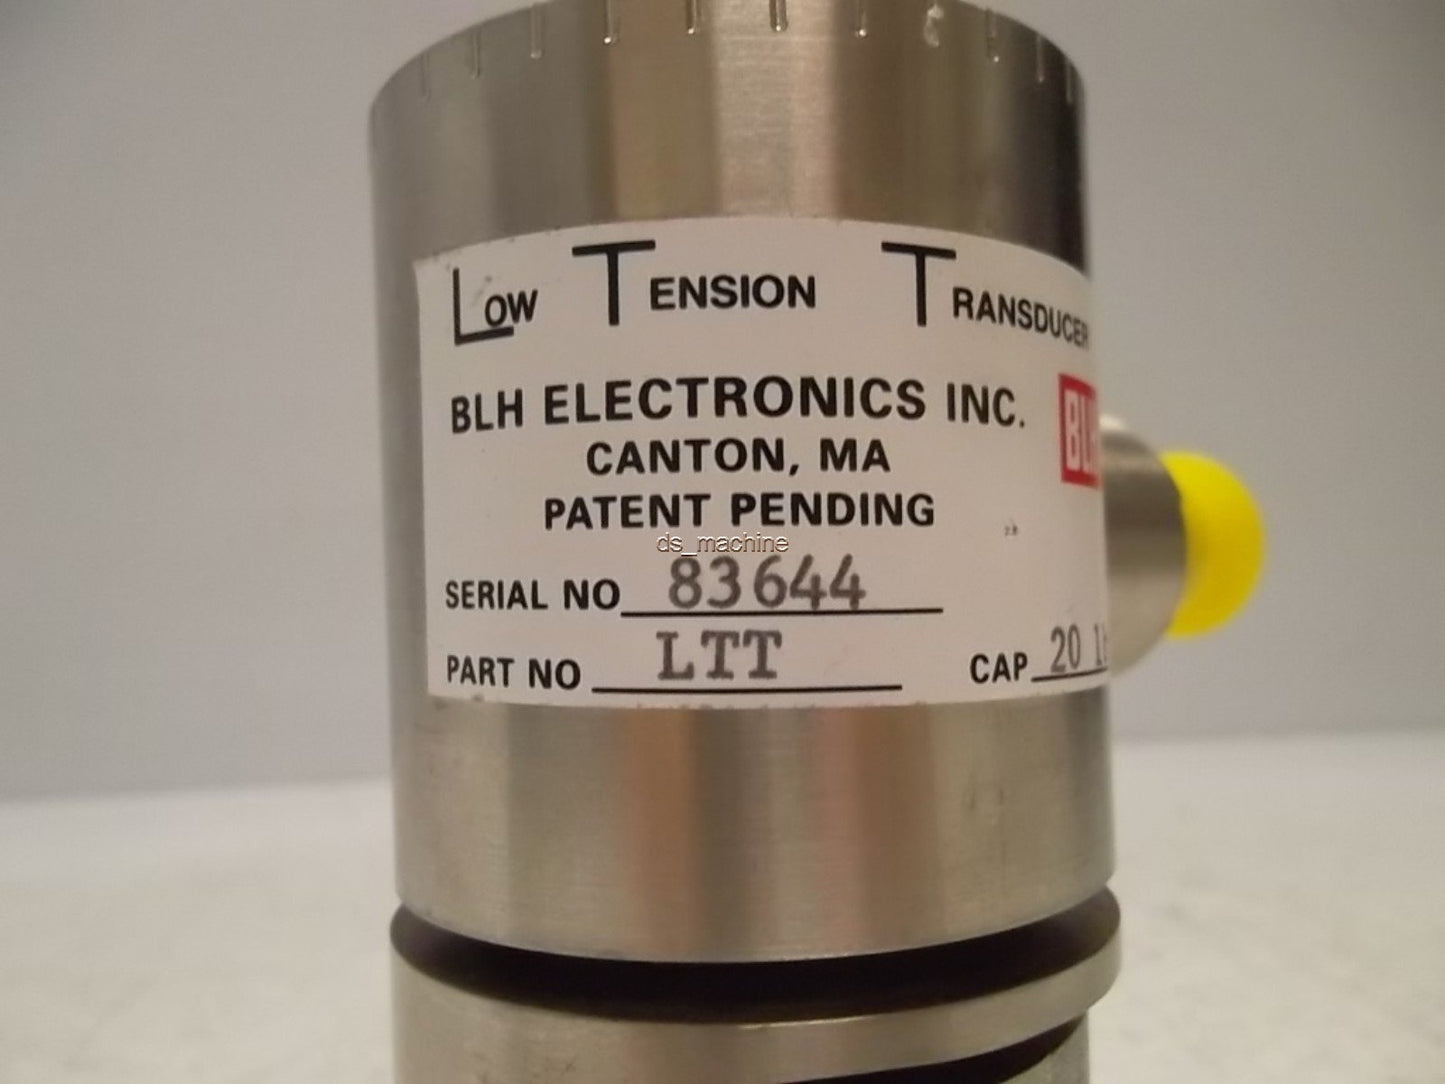 LOW TENSION TRANSDUCER
BLH ELECTRONICS INC.
BLH
CANTON, MA
PATENT PENDING
ds_machine
SERIAL NO 83644
PART NO LTT
CAP 20